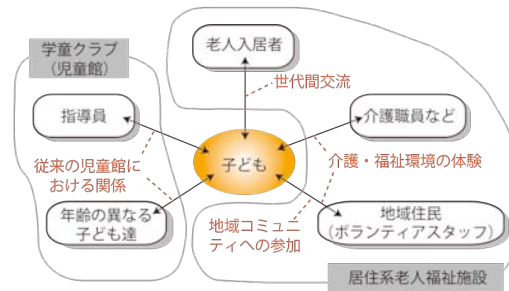 学童クラブ
（児童館）
老人入居者
世代間交流
指導員
介護職員など
従来の児童館に
おける関係
子ども
介護・福祉環境の体験
年齢の異なる
子ども達
地域コミュニ
ティへの参加
地域住民
（ボランティアスタッフ）
居住系老人福祉施設